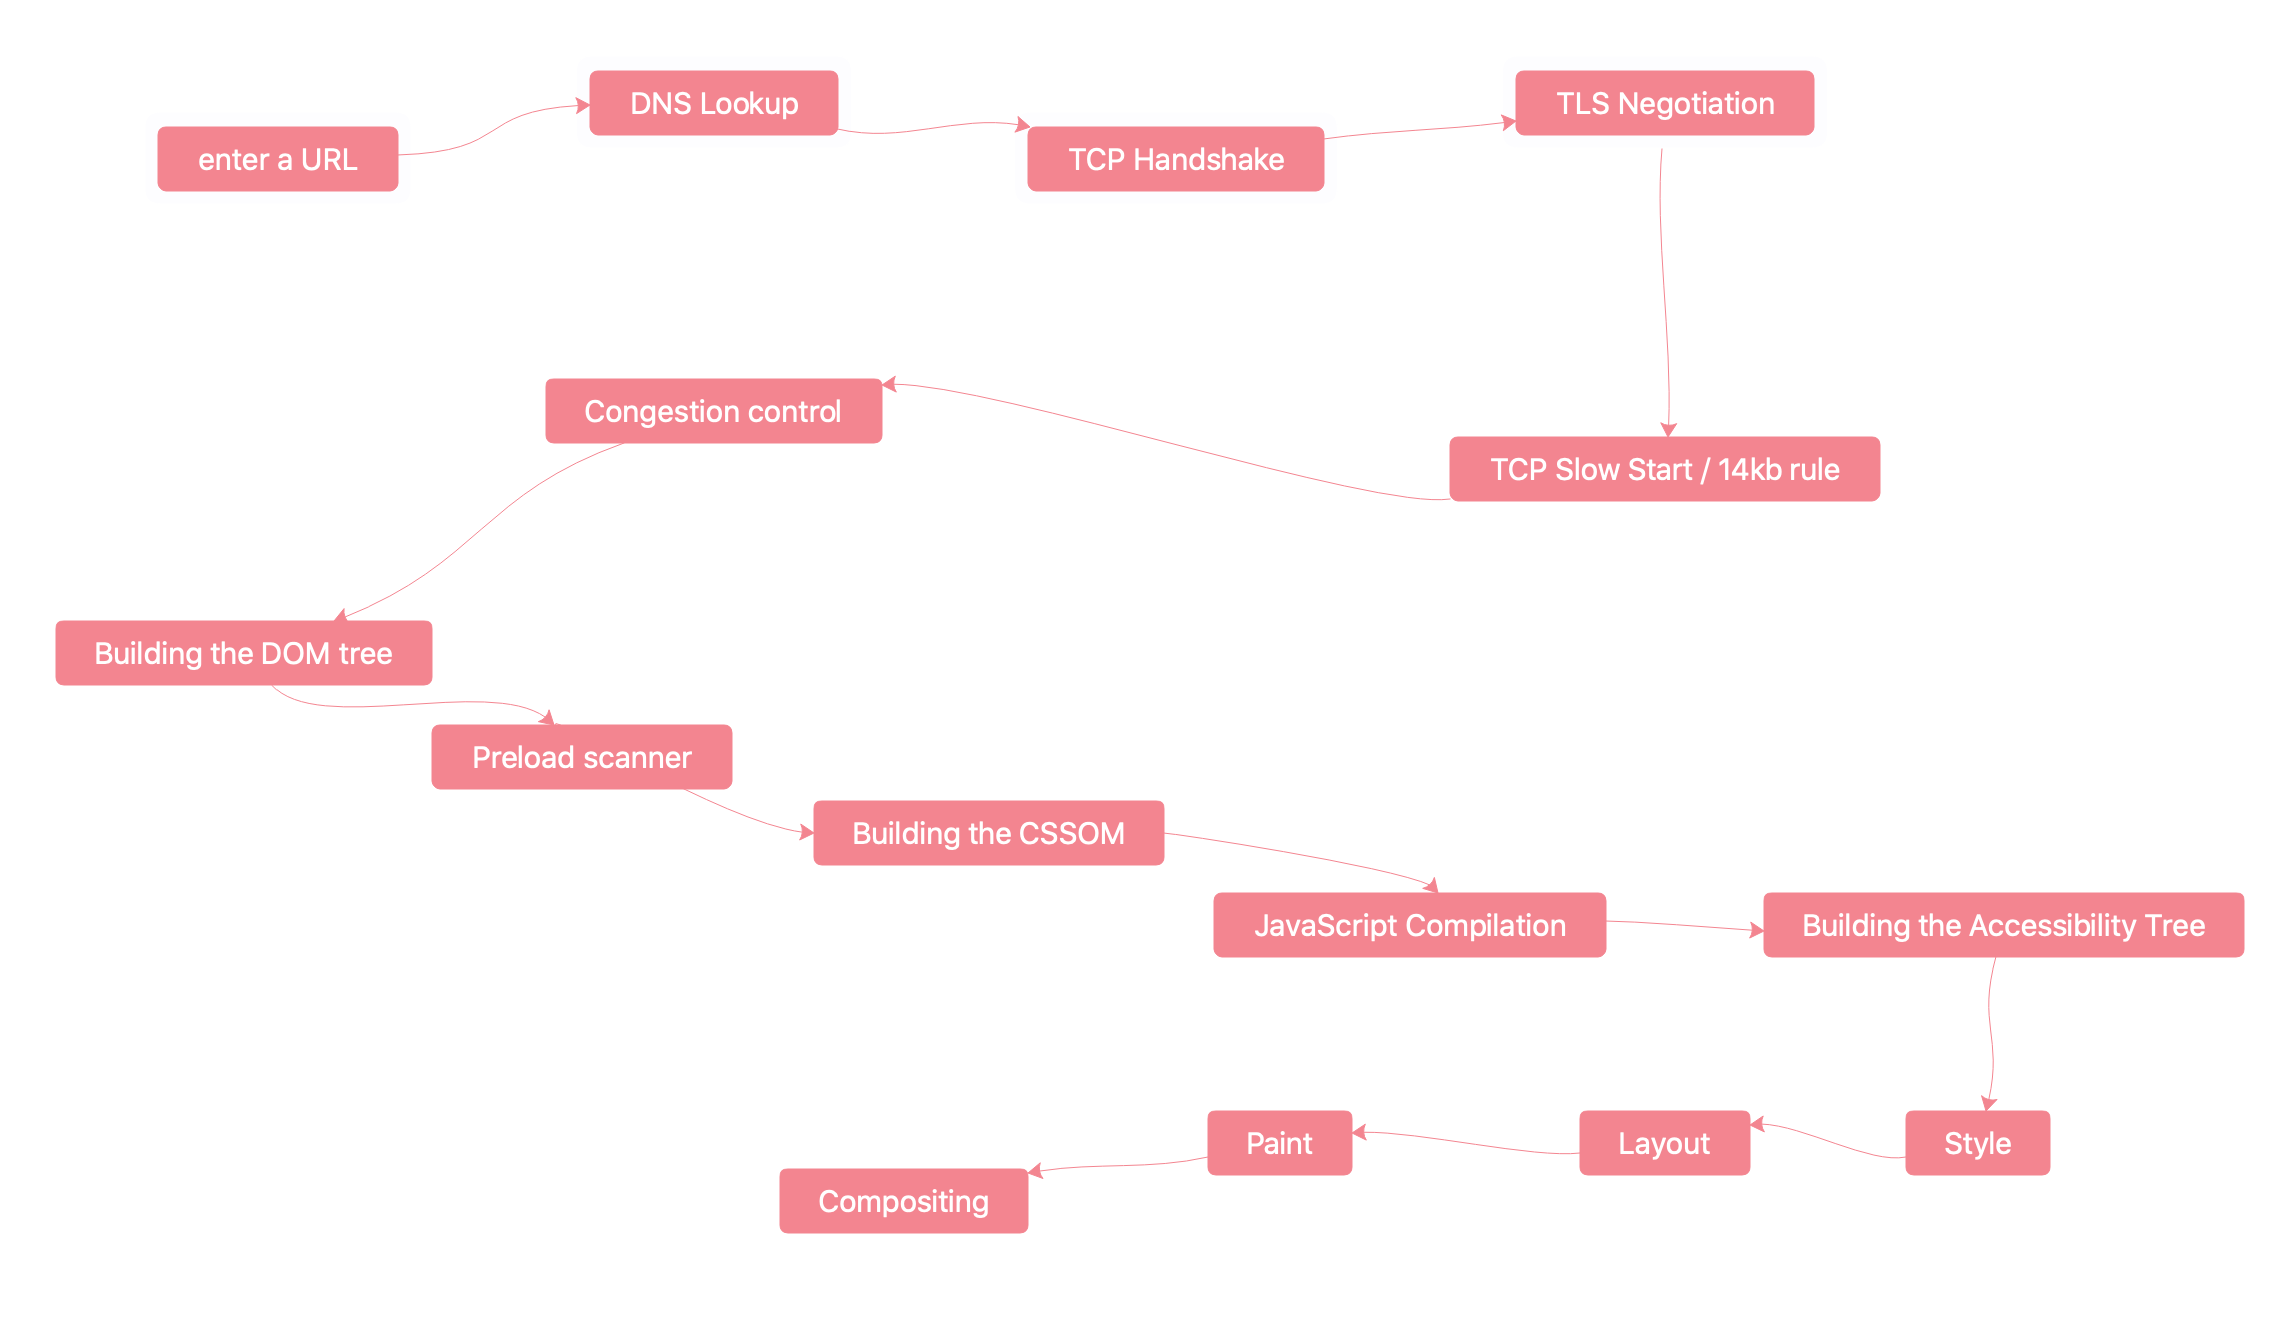 enter a URL
DNS Lookup
TCP Handshake
TLS Negotiation
TCP Slow Start / 14kb rule
Congestion control
Building the DOM tree
Preload scanner
Building the CSSOM
JavaScript Compilation
Building the Accessibility Tree
Style
Layout
Paint
Compositing